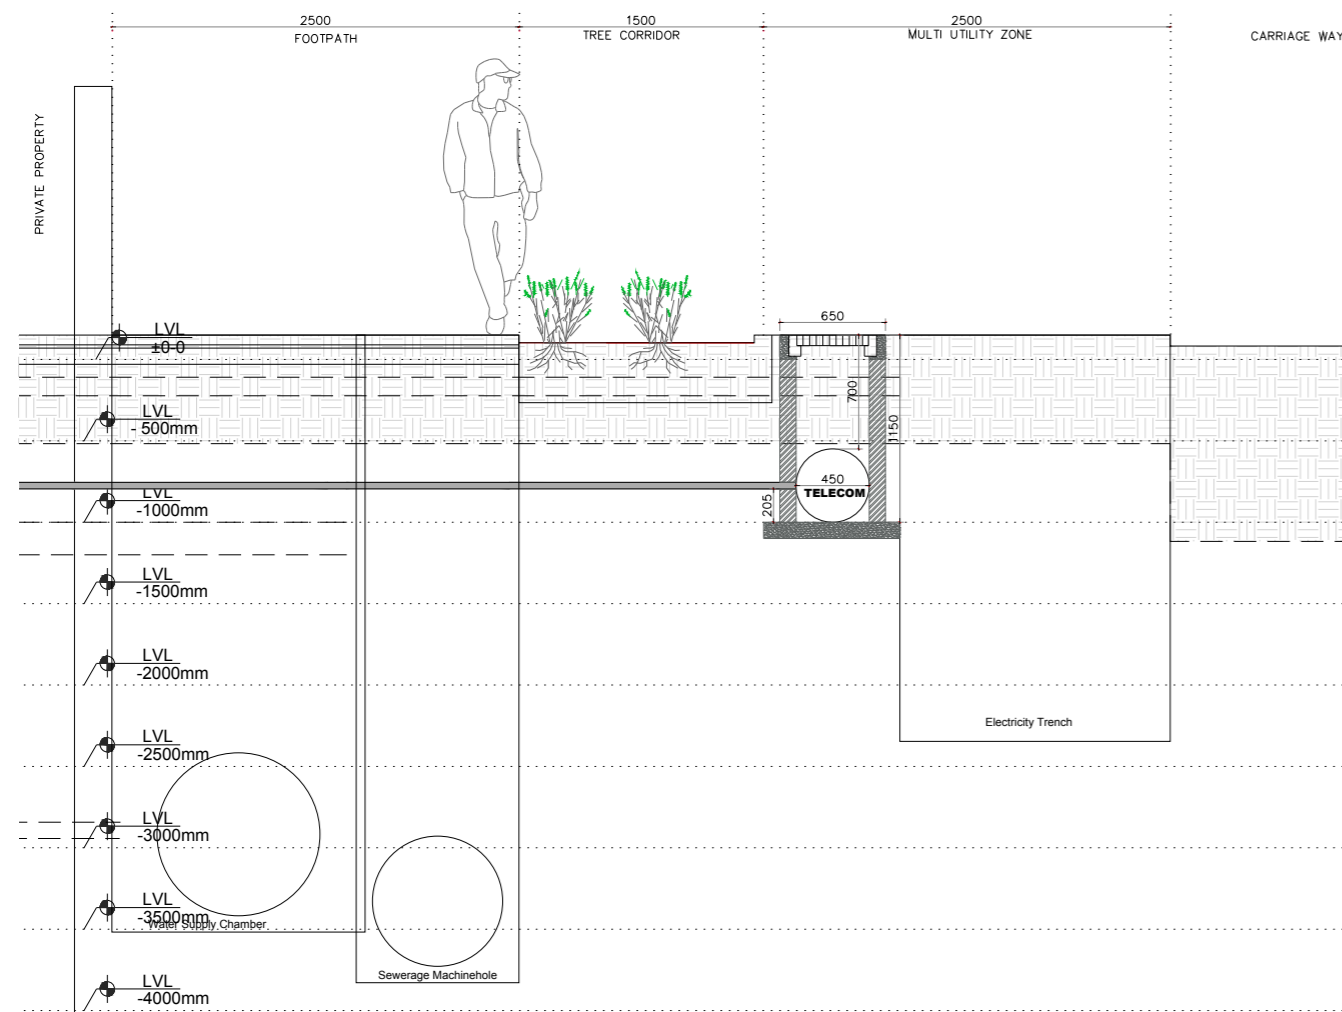 2500
1500
2500
FOOTPATH
TREE CORRIDOR
MULTI UTILITY ZONE
CARRIAGE WAY
PRIVATE PROPERTY
650
LVL
±0-0
700
LVL
- 500mm
1150
450
TELECOM
205
LVL
-1000mm
LVL
-1500mm
LVL
-2000mm
Electricity Trench
LVL
-2500mm
LVL
-3000mm
LVL
-3500mm
Water Supply Chamber
Sewerage Machinehole
LVL
-4000mm